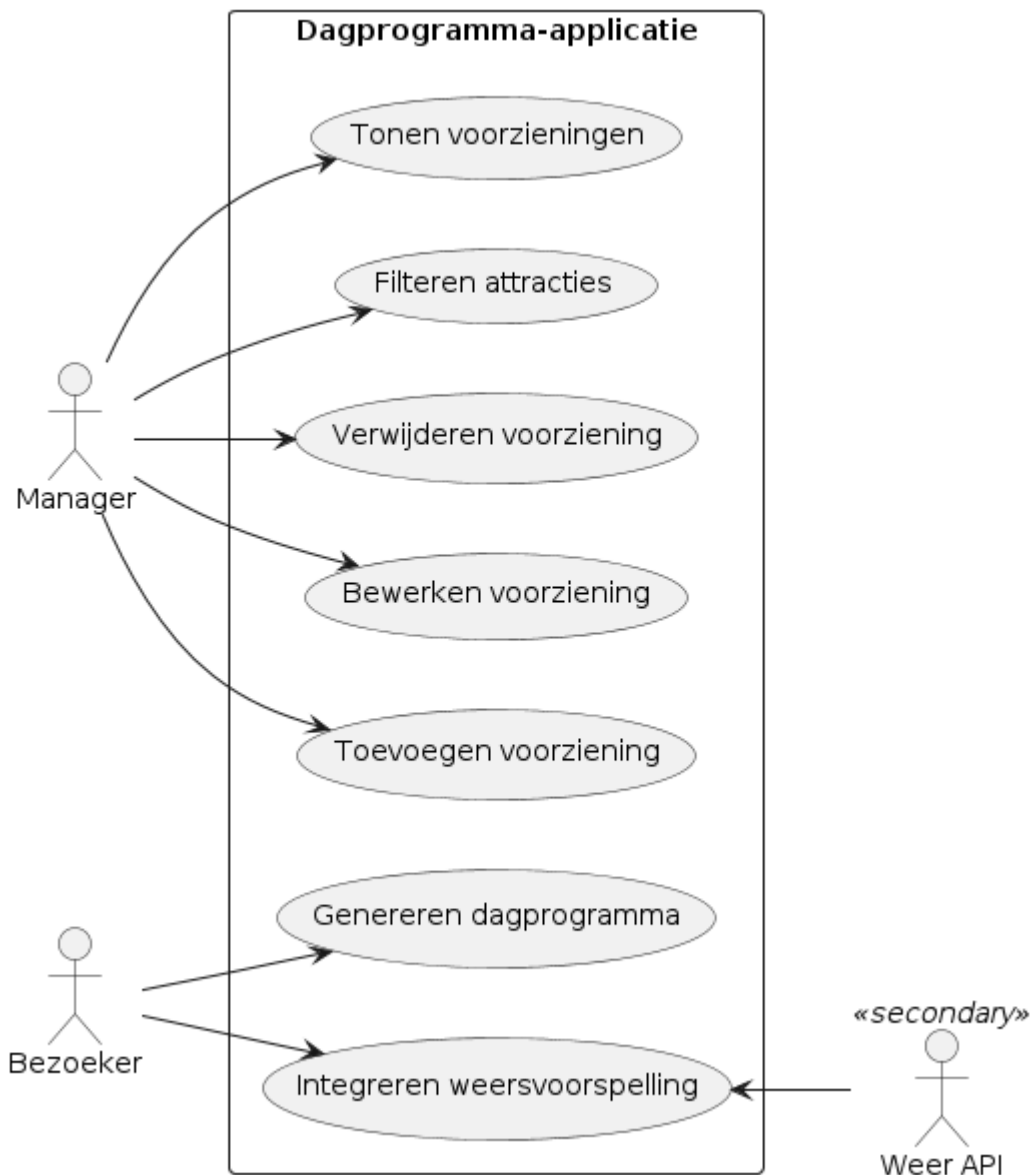 Dagprogramma-applicatie
Tonen voorzieningen
Filteren attracties
Verwijderen voorziening
Manager
Bewerken voorziening
Toevoegen voorziening
Genereren dagprogramma
Bezoeker
«secondary»
Integreren weersvoorspelling
Weer API